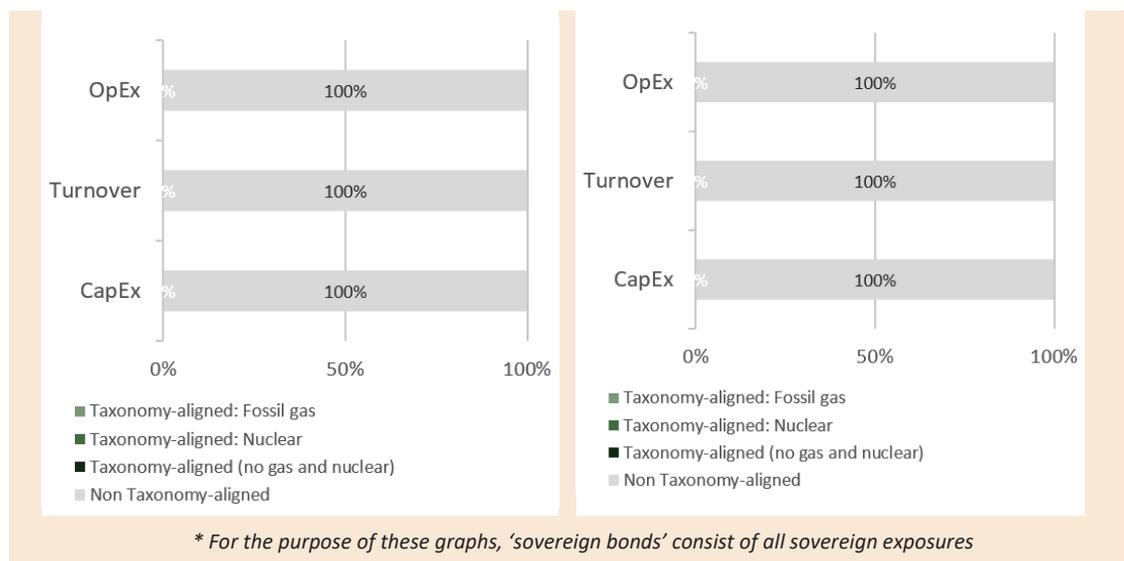 OpEx
%
100%
Turnover
%
100%
CapEx
%
100%
0% 50% 100%
Taxonomy-aligned: Fossil gas
Taxonomy-aligned: Nuclear
Taxonomy-aligned (no gas and nuclear)
Non Taxonomy-aligned
OpEx
%
100%
Turnover
%
100%
CapEx
%
100%
0% 50% 100%
Taxonomy-aligned: Fossil gas
Taxonomy-aligned: Nuclear
Taxonomy-aligned (no gas and nuclear)
Non Taxonomy-aligned
* For the purpose of these graphs, ‘sovereign bonds’ consist of all sovereign exposures